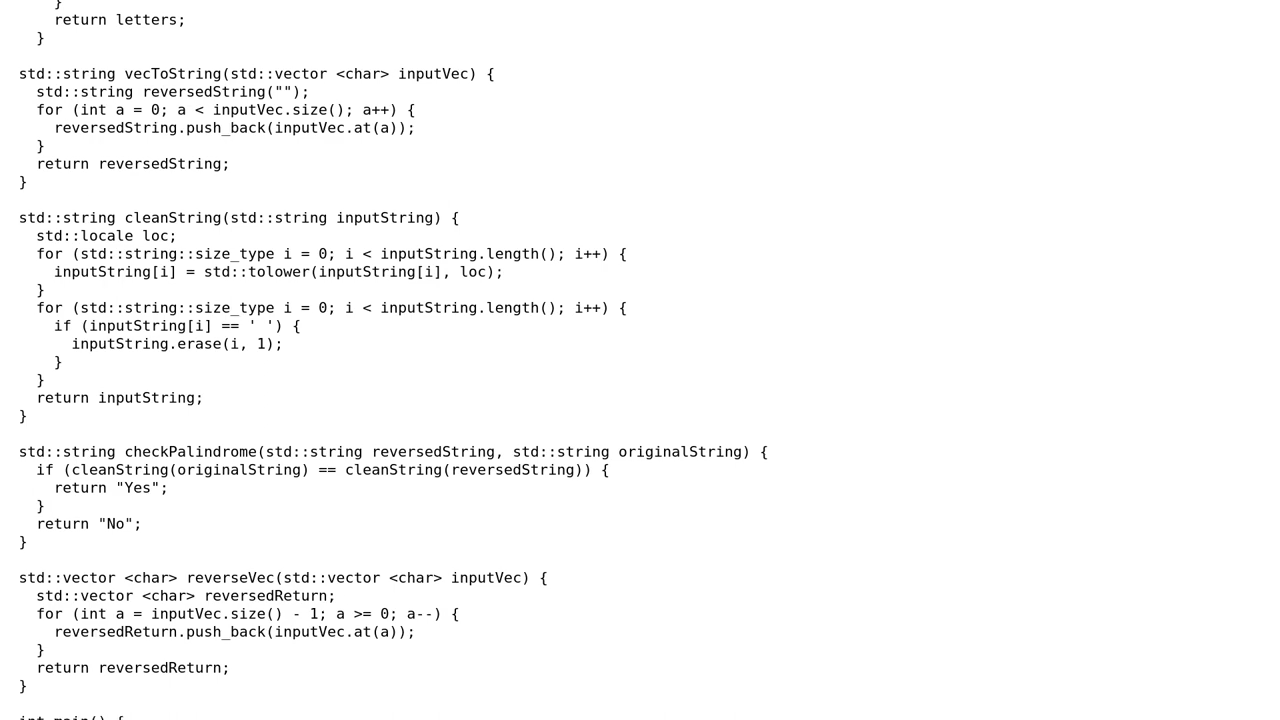 }
return letters;
}
std::string vecToString(std::vector <char> inputVec) {
std::string reversedString("");
for (int a = 0; a < inputVec.size(); a++) {
reversedString.push_back(inputVec.at(a));
}
return reversedString;
}
std::string cleanString(std::string inputString) {
std::locale loc;
for (std::string::size_type i = 0; i < inputString.length(); i++) {
inputString[i] = std::tolower(inputString[i], loc);
}
for (std::string::size_type i = 0; i < inputString.length(); i++) {
if (inputString[i] == ' ') {
inputString.erase(i, 1);
}
}
return inputString;
}
std::string checkPalindrome(std::string reversedString, std::string originalString) {
if (cleanString(originalString) == cleanString(reversedString)) {
return "Yes";
}
return "No";
}
std::vector <char> reverseVec(std::vector <char> inputVec) {
std::vector <char> reversedReturn;
for (int a = inputVec.size() - 1; a >= 0; a--) {
reversedReturn.push_back(inputVec.at(a));
}
return reversedReturn;
}
int main() {